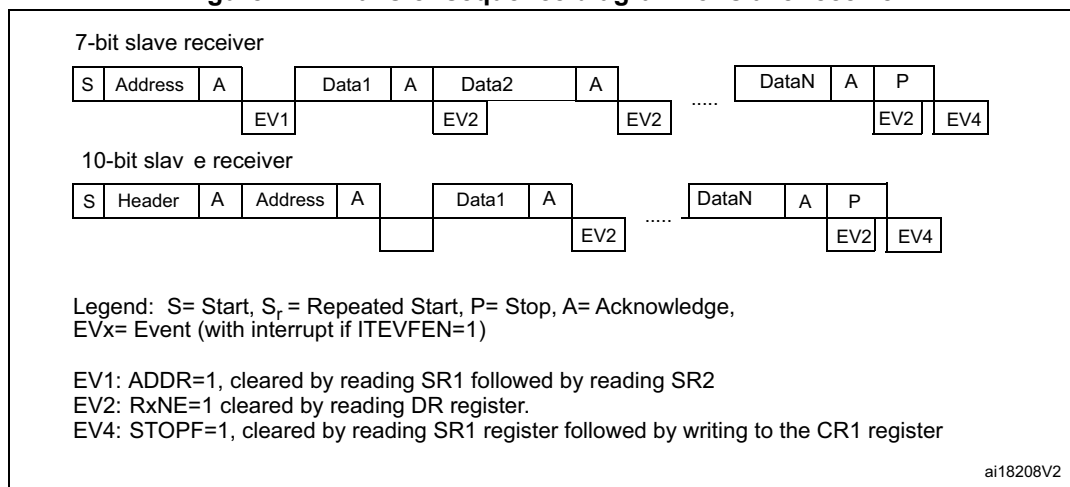 7-bit slave receiver
S Address A Data1 A Data2 A ..... DataN A P
EV1 EV2 EV2 EV2 EV4
10-bit slav e receiver
S Header A Address A Data1 A ..... DataN A P
EV2 EV2 EV4
Legend: S= Start, Sr = Repeated Start, P= Stop, A= Acknowledge,
EVx= Event (with interrupt if ITEVFEN=1)
EV1: ADDR=1, cleared by reading SR1 followed by reading SR2
EV2: RxNE=1 cleared by reading DR register.
EV4: STOPF=1, cleared by reading SR1 register followed by writing to the CR1 register
ai18208V2